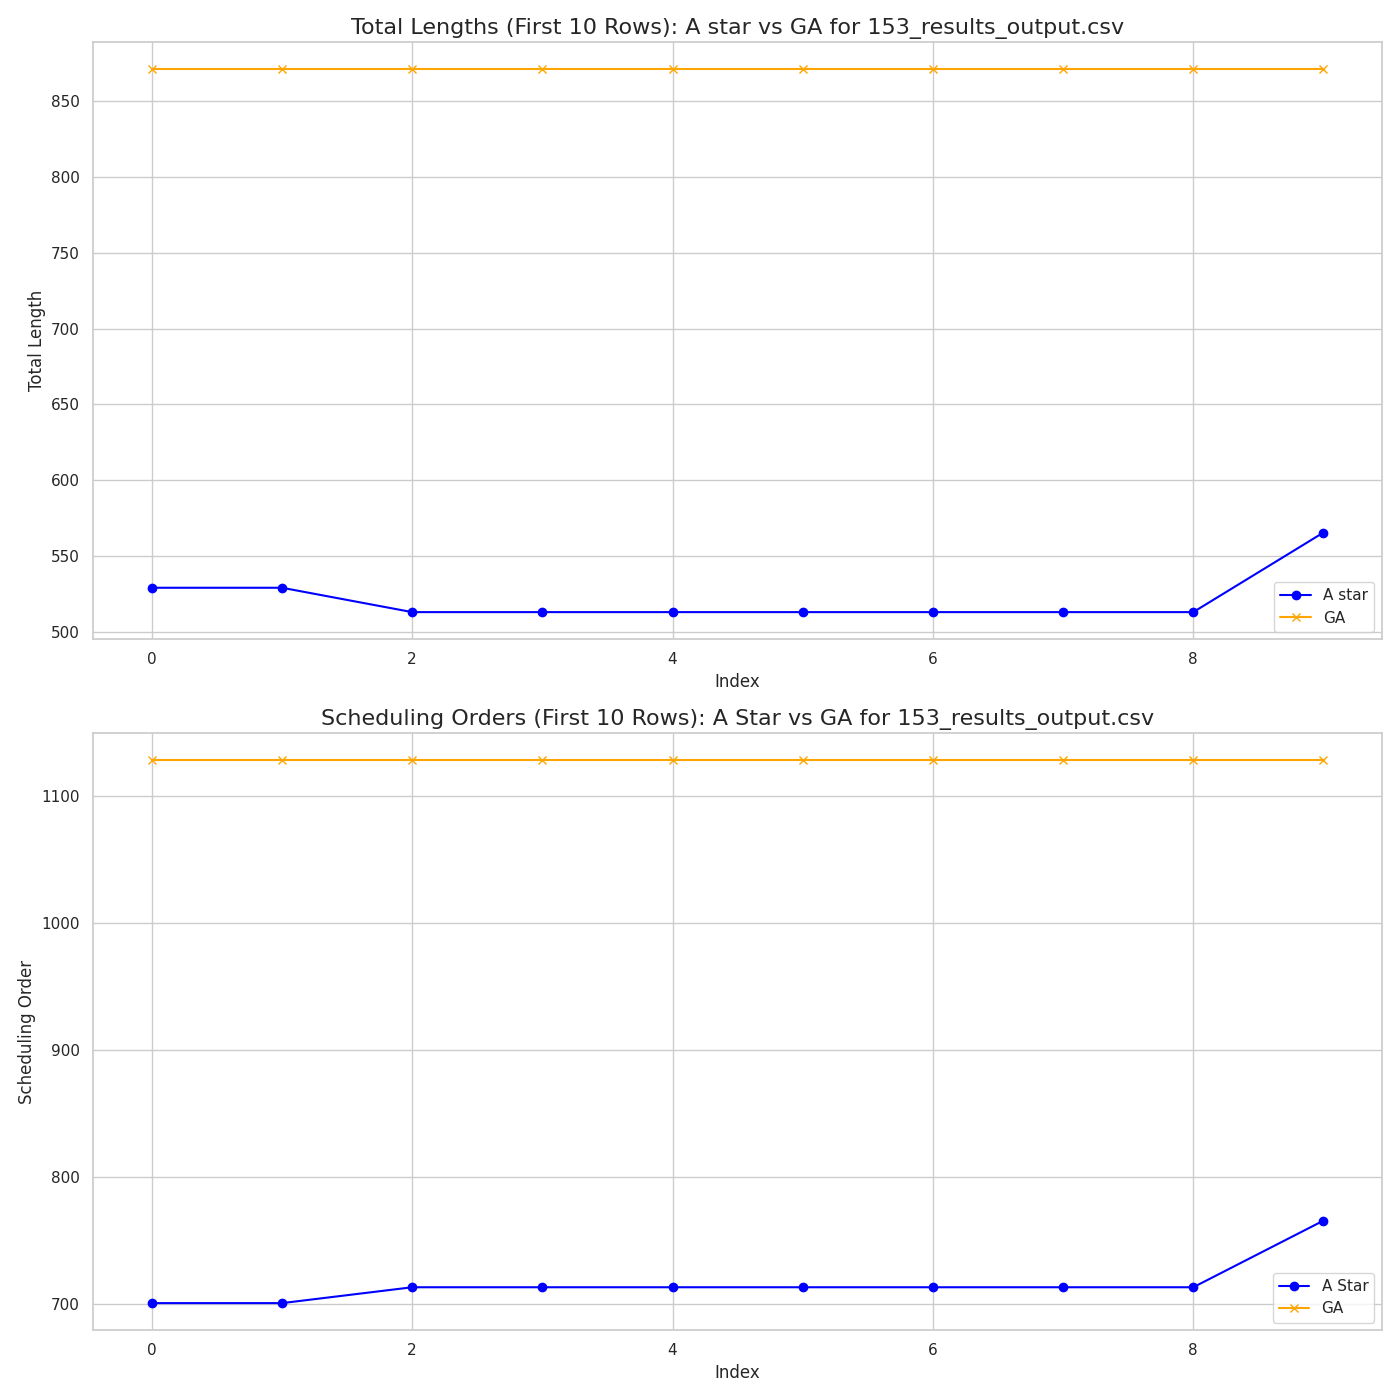 Total Lengths (First 10 Rows): A star vs GA for 153_results_output.csv
850
800
750
700
650
600
550
500
Total Length
A star
GA
0 2 4 6 8
Index
Scheduling Orders (First 10 Rows): A Star vs GA for 153_results_output.csv
1100
1000
900
800
700
Scheduling Order
A Star
GA
0 2 4 6 8
Index